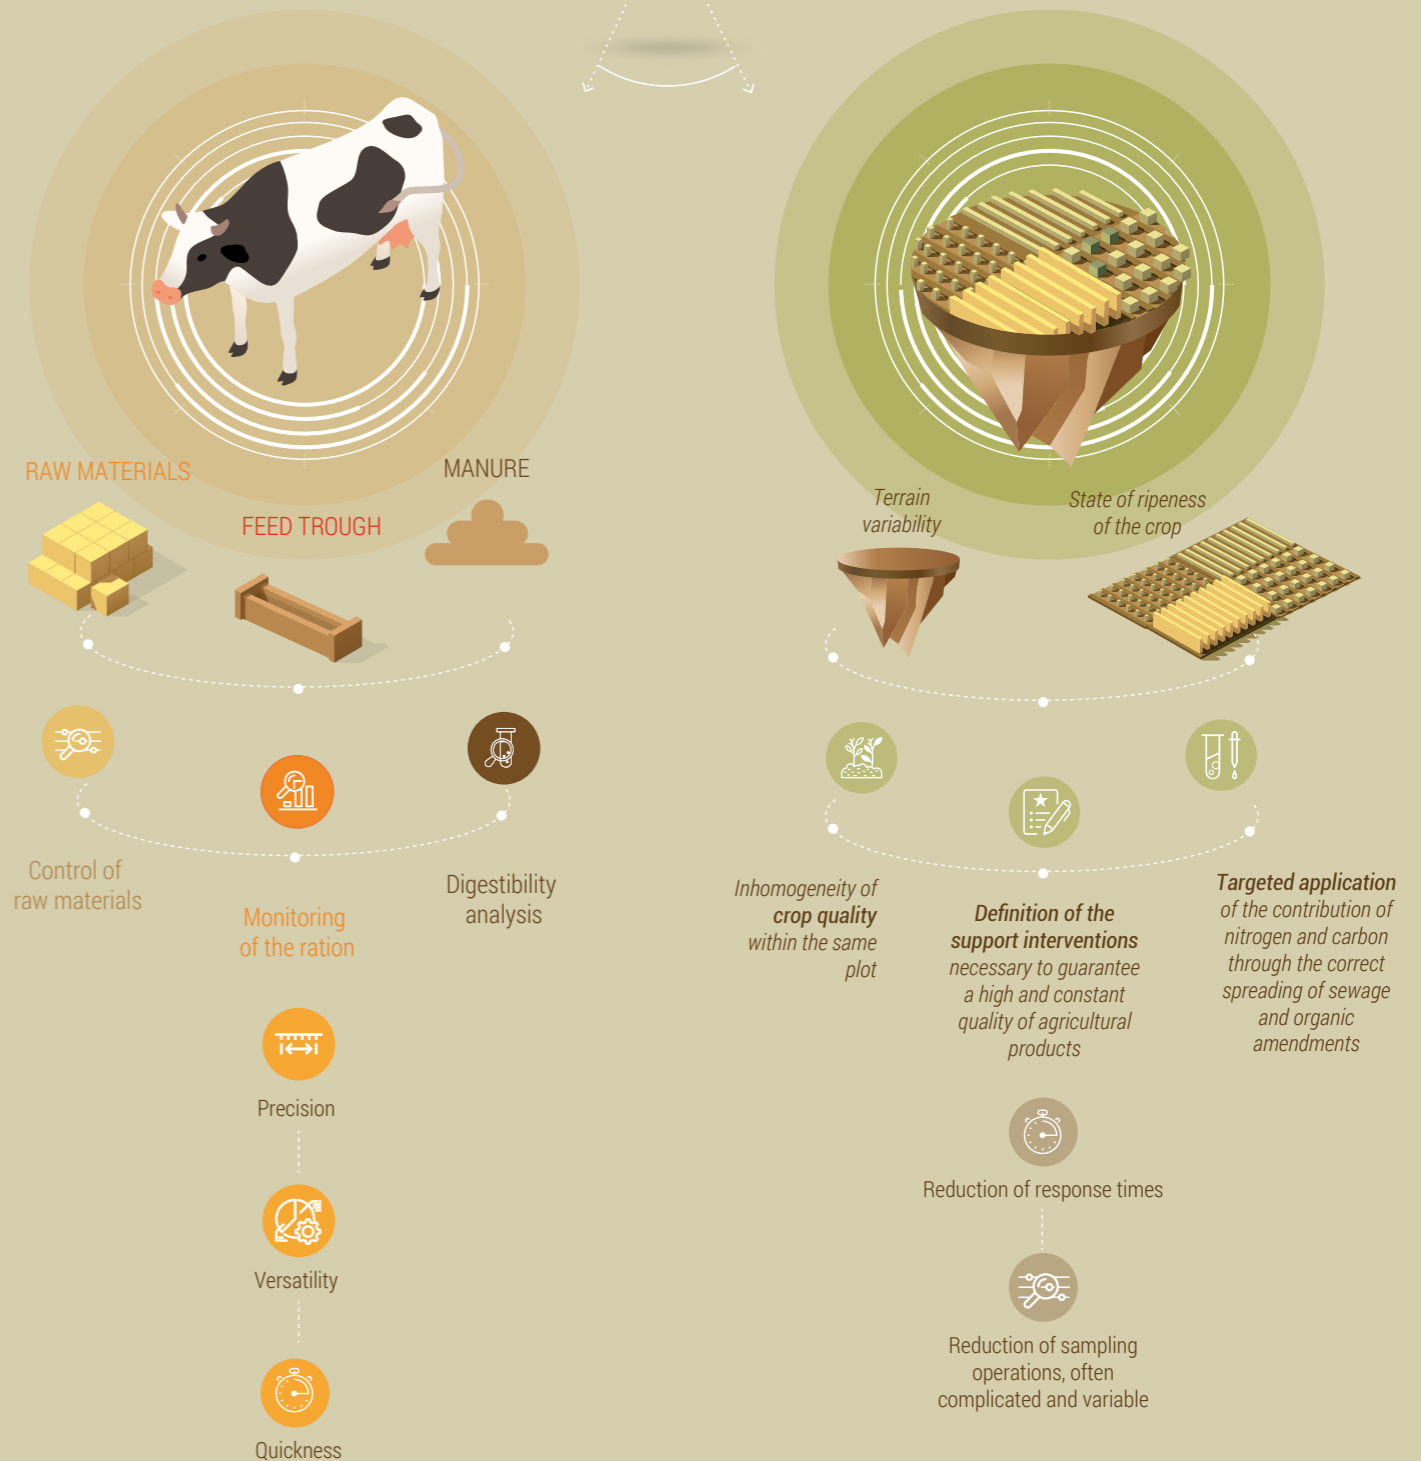 RAW MATERIALS
FEED TROUGH
MANURE
Control of
raw materials
Monitoring
of the ration
Digestibility
analysis
Precision
Versatility
Quickness
Terrain
variability
State of ripeness
of the crop
Inhomogeneity of
crop quality
within the same
plot
Definition of the
support interventions
necessary to guarantee
a high and constant
quality of agricultural
products
Targeted application
of the contribution of
nitrogen and carbon
through the correct
spreading of sewage
and organic
amendments
Reduction of response times
Reduction of sampling
operations, often
complicated and variable